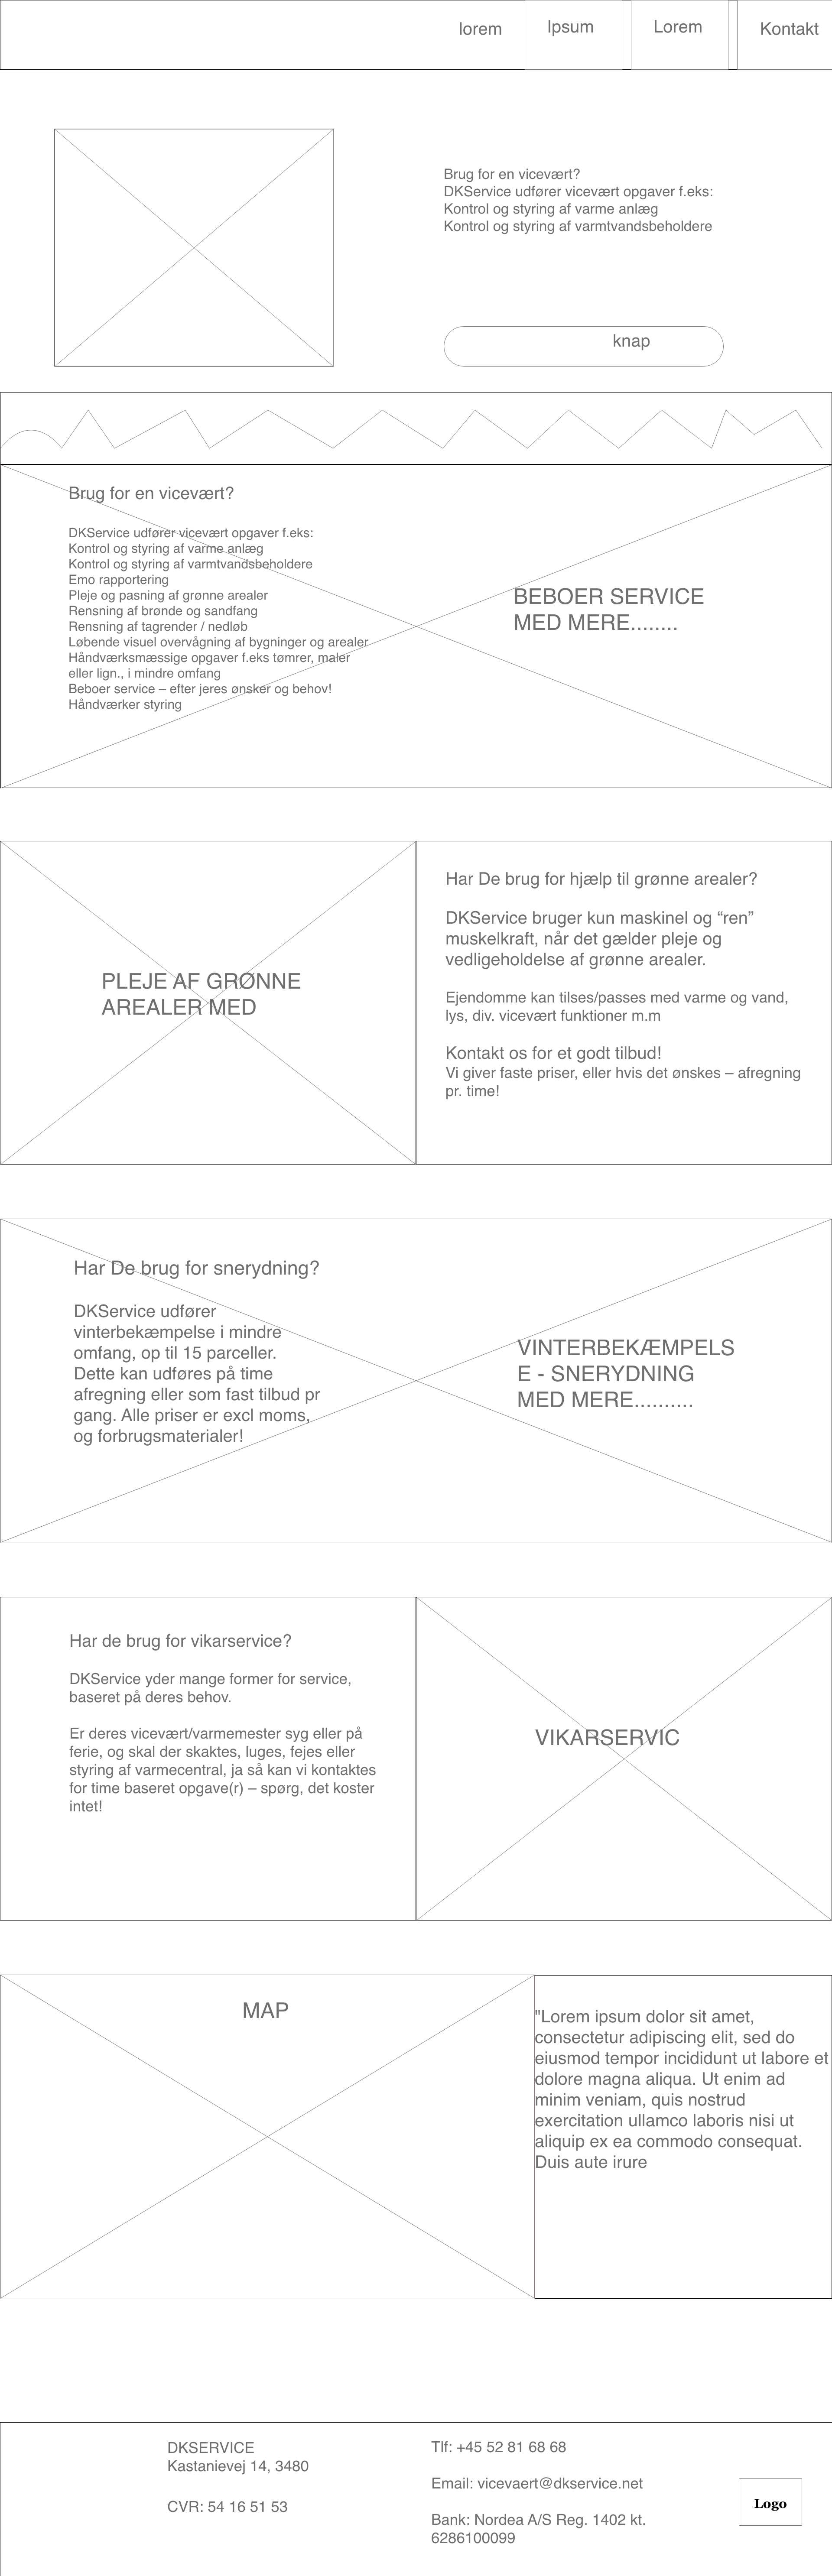 lorem
Ipsum
Lorem
Kontakt
Brug for en vicevært?
DKService udfører vicevært opgaver f.eks:
Kontrol og styring af varme anlæg
Kontrol og styring af varmtvandsbeholdere
knap
Brug for en vicevært?
DKService udfører vicevært opgaver f.eks:
Kontrol og styring af varme anlæg
Kontrol og styring af varmtvandsbeholdere
Emo rapportering
Pleje og pasning af grønne arealer
Rensning af brønde og sandfang
Rensning af tagrender / nedløb
Løbende visuel overvågning af bygninger og arealer
Håndværksmæssige opgaver f.eks tømrer, maler
eller lign., i mindre omfang
Beboer service – efter jeres ønsker og behov!
Håndværker styring
BEBOER SERVICE
MED MERE........
PLEJE AF GRØNNE
AREALER MED
Har De brug for hjælp til grønne arealer?
DKService bruger kun maskinel og “ren”
muskelkraft, når det gælder pleje og
vedligeholdelse af grønne arealer.
Ejendomme kan tilses/passes med varme og vand,
lys, div. vicevært funktioner m.m
Kontakt os for et godt tilbud!
Vi giver faste priser, eller hvis det ønskes – afregning
pr. time!
Har De brug for snerydning?
DKService udfører
vinterbekæmpelse i mindre
omfang, op til 15 parceller.
Dette kan udføres på time
afregning eller som fast tilbud pr
gang. Alle priser er excl moms,
og forbrugsmaterialer!
VINTERBEKÆMPELS
E - SNERYDNING
MED MERE..........
Har de brug for vikarservice?
DKService yder mange former for service,
baseret på deres behov.
Er deres vicevært/varmemester syg eller på
ferie, og skal der skaktes, luges, fejes eller
styring af varmecentral, ja så kan vi kontaktes
for time baseret opgave(r) – spørg, det koster
intet!
VIKARSERVIC
MAP
"Lorem ipsum dolor sit amet,
consectetur adipiscing elit, sed do
eiusmod tempor incididunt ut labore et
dolore magna aliqua. Ut enim ad
minim veniam, quis nostrud
exercitation ullamco laboris nisi ut
aliquip ex ea commodo consequat.
Duis aute irure
DKSERVICE
Kastanievej 14, 3480
CVR: 54 16 51 53
Tlf: +45 52 81 68 68
Email: vicevaert@dkservice.net
Bank: Nordea A/S Reg. 1402 kt.
6286100099
Logo